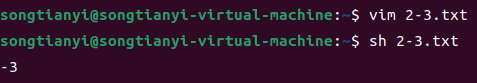 songtianyi@songtianyi-virtual-machine:~$ vim 2-3.txt
songtianyi@songtianyi-virtual-machine:~$ sh 2-3.txt
-3